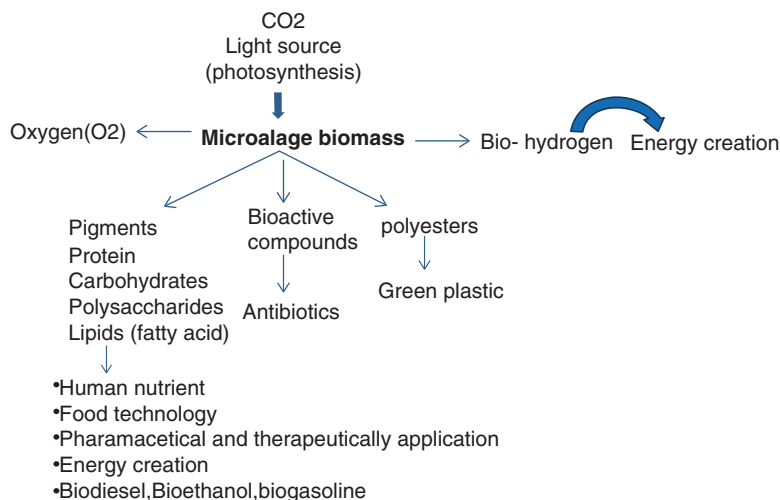 CO2
Light source
(photosynthesis)
Oxygen(O2)
Microalage biomass
Bio- hydrogen
Energy creation
Pigments
Protein
Carbohydrates
Polysaccharides
Lipids (fatty acid)
Bioactive
compounds
Antibiotics
polyesters
Green plastic
•Human nutrient
•Food technology
•Pharamacetical and therapeutically application
•Energy creation
•Biodiesel,Bioethanol,biogasoline